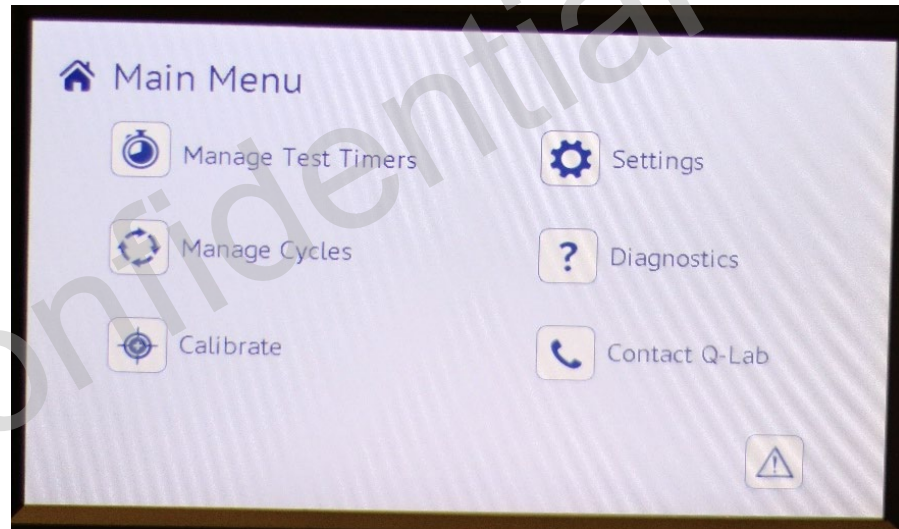 Main Menu
Manage Test Timers
Settings
Manage Cycles
?
Diagnostics
Calibrate
Contact Q-Lab